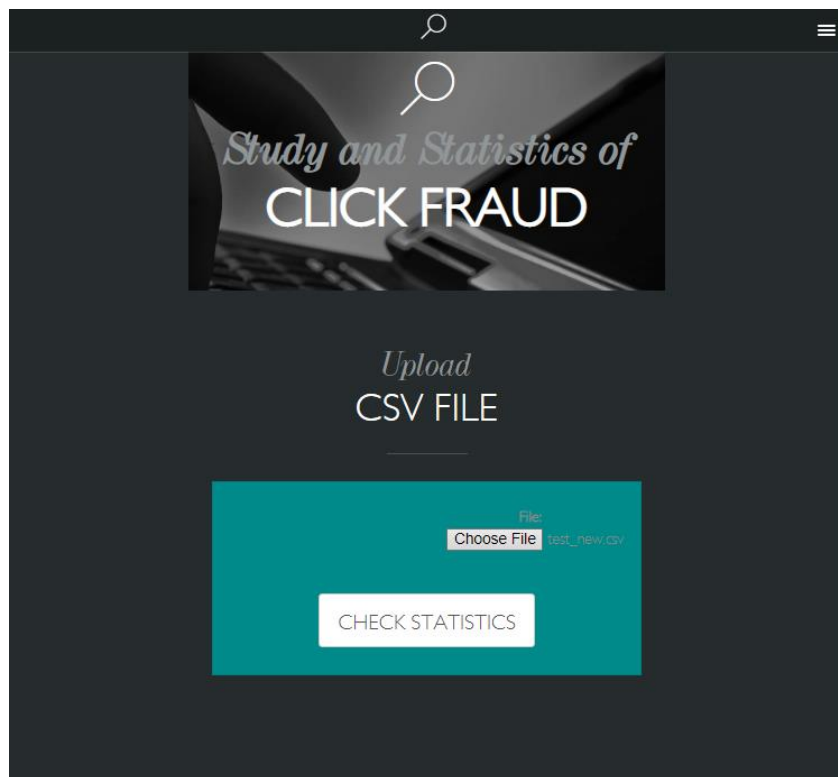 Study and Statistics of
CLICK FRAUD
Upload
CSV FILE
File:
Choose File test_new.csv
CHECK STATISTICS